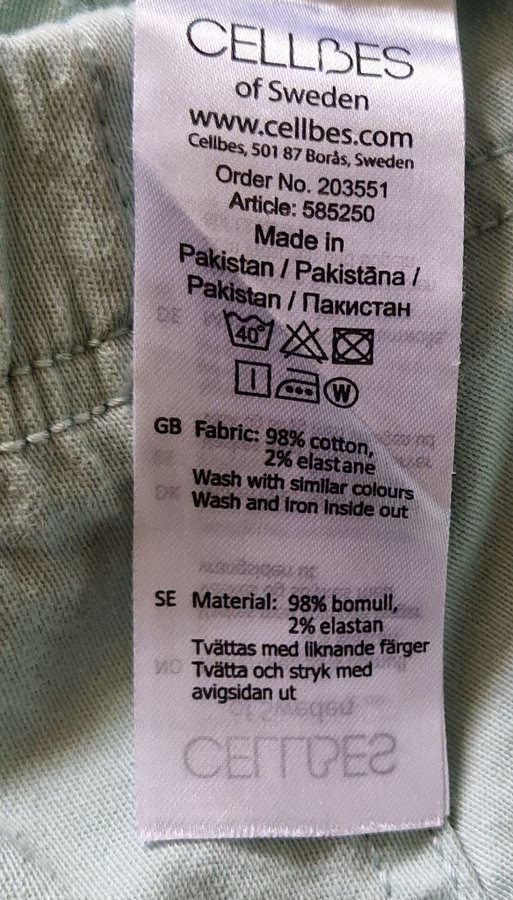 CELLBES
of Sweden
www.cellbes.com
Cellbes, 501 87 Borås, Sweden
Order No. 203551
Article: 585250
Made in
Pakistan / Pakistāna /
Pakistan / Пакистан
40°
W
GB Fabric: 98% cotton,
2% elastane
Wash with similar colours
Wash and iron inside out
SE Material: 98% bomull,
2% elastan
Tvättas med liknande färger
Tvätta och stryk med
avigsidan ut